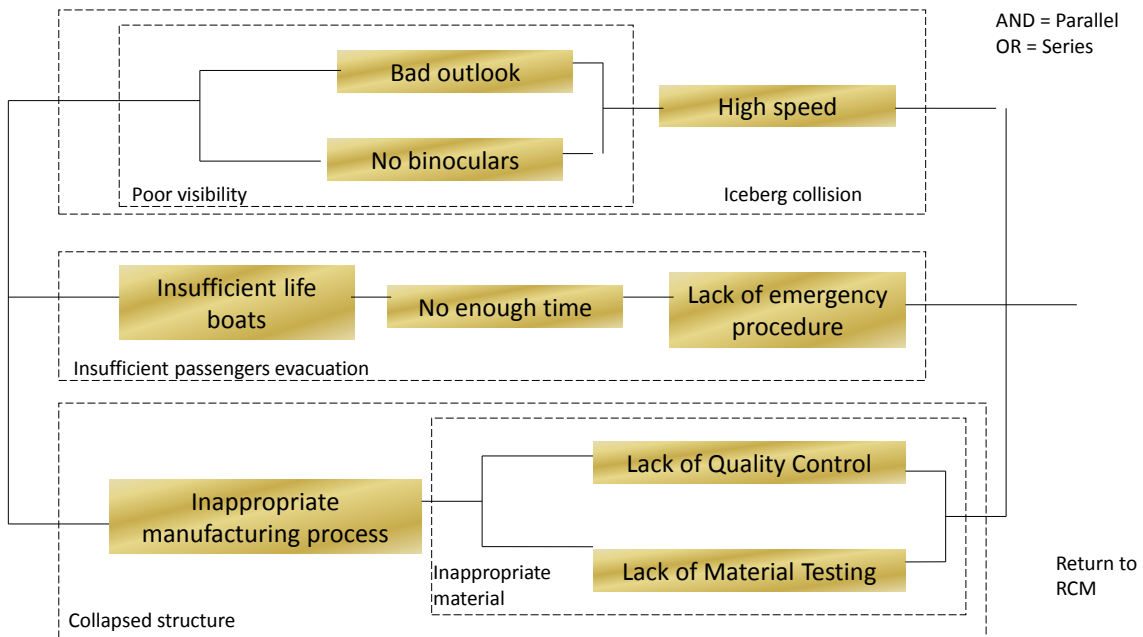 AND = Parallel
OR = Series
Bad outlook
High speed
No binoculars
Poor visibility
Iceberg collision
Insufficient life
boats
No enough time
Lack of emergency
procedure
Insufficient passengers evacuation
Lack of Quality Control
Inappropriate
manufacturing process
Lack of Material Testing
Inappropriate
material
Collapsed structure
Return to
RCM